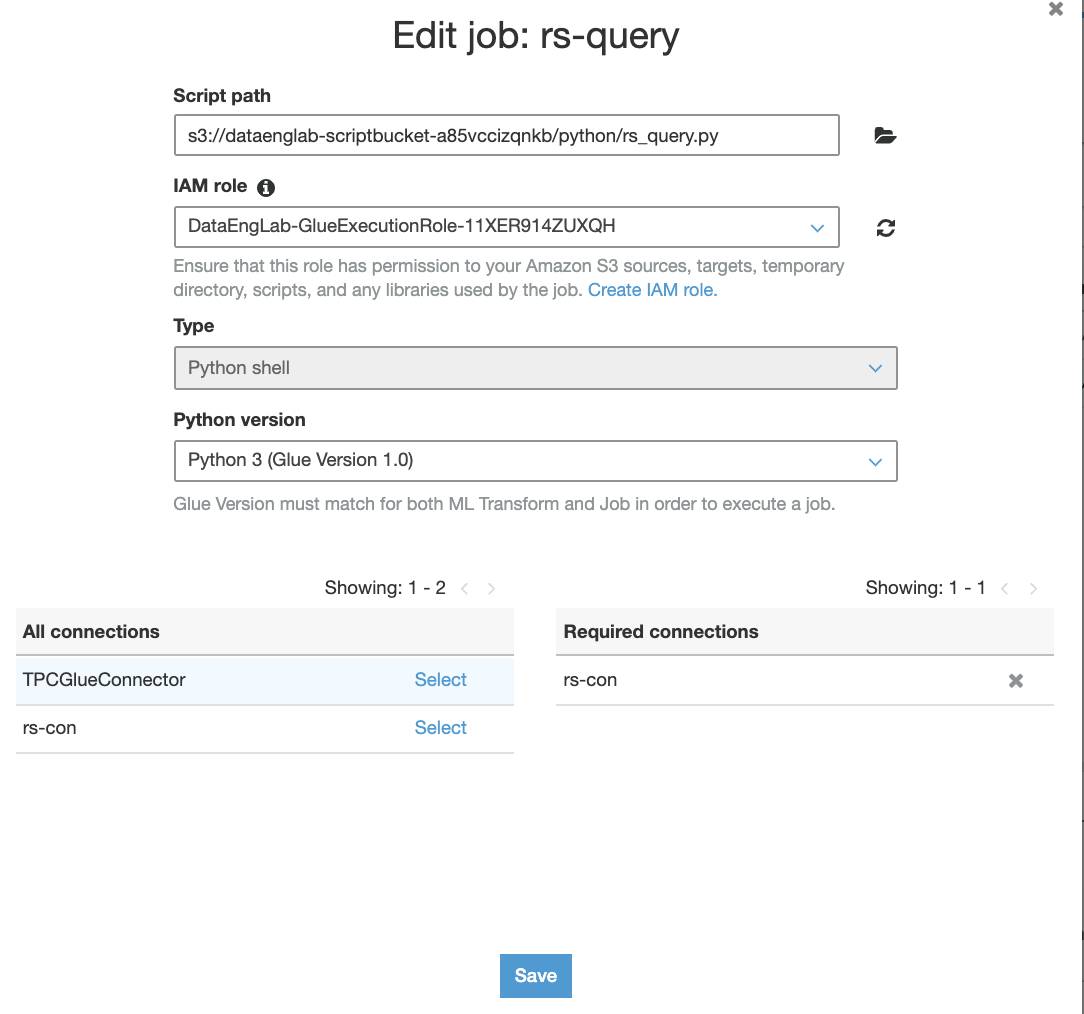 Edit job: rs-query
Script path
s3://dataenglab-scriptbucket-a85vccizqnkb/python/rs_query.py
IAM role
DataEngLab-GlueExecutionRole-11XER914ZUXQH
Ensure that this role has permission to your Amazon S3 sources, targets, temporary
directory, scripts, and any libraries used by the job. Create IAM role.
Type
Python shell
Python version
Python 3 (Glue Version 1.0)
Glue Version must match for both ML Transform and Job in order to execute a job.
Showing: 1 - 2
All connections
TPCGlueConnector Select
rs-con Select
Showing: 1 - 1
Required connections
rs-con
Save